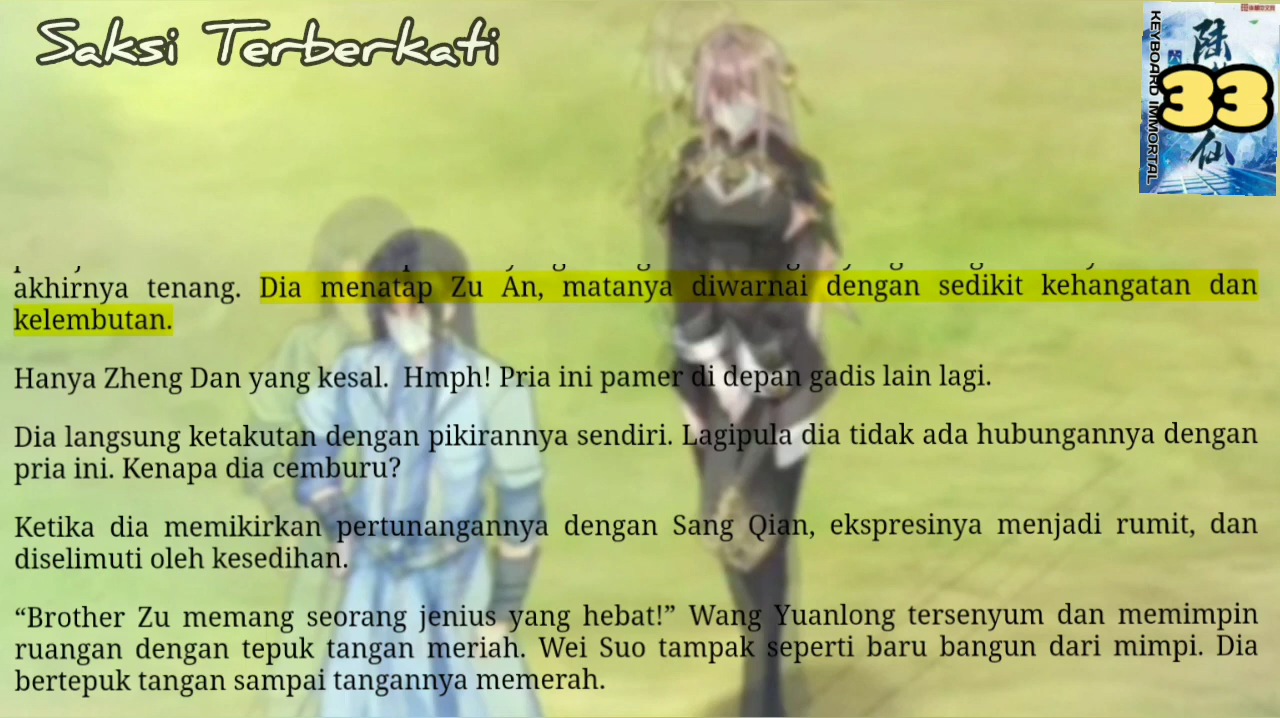 Saksi Terberkati
KEYBOARD IMMORTAL
33
仙
akhirnya tenang. Dia menatap Zu An, matanya diwarnai dengan sedikit kehangatan dan
kelembutan.
Hanya Zheng Dan yang kesal. Hmph! Pria ini pamer di depan gadis lain lagi.
Dia langsung ketakutan dengan pikirannya sendiri. Lagipula dia tidak ada hubungannya dengan
pria ini. Kenapa dia cemburu?
Ketika dia memikirkan pertunangannya dengan Sang Qian, ekspresinya menjadi rumit, dan
diselimuti oleh kesedihan.
“Brother Zu memang seorang jenius yang hebat!” Wang Yuanlong tersenyum dan memimpin
ruangan dengan tepuk tangan meriah. Wei Suo tampak seperti baru bangun dari mimpi. Dia
bertepuk tangan sampai tangannya memerah.